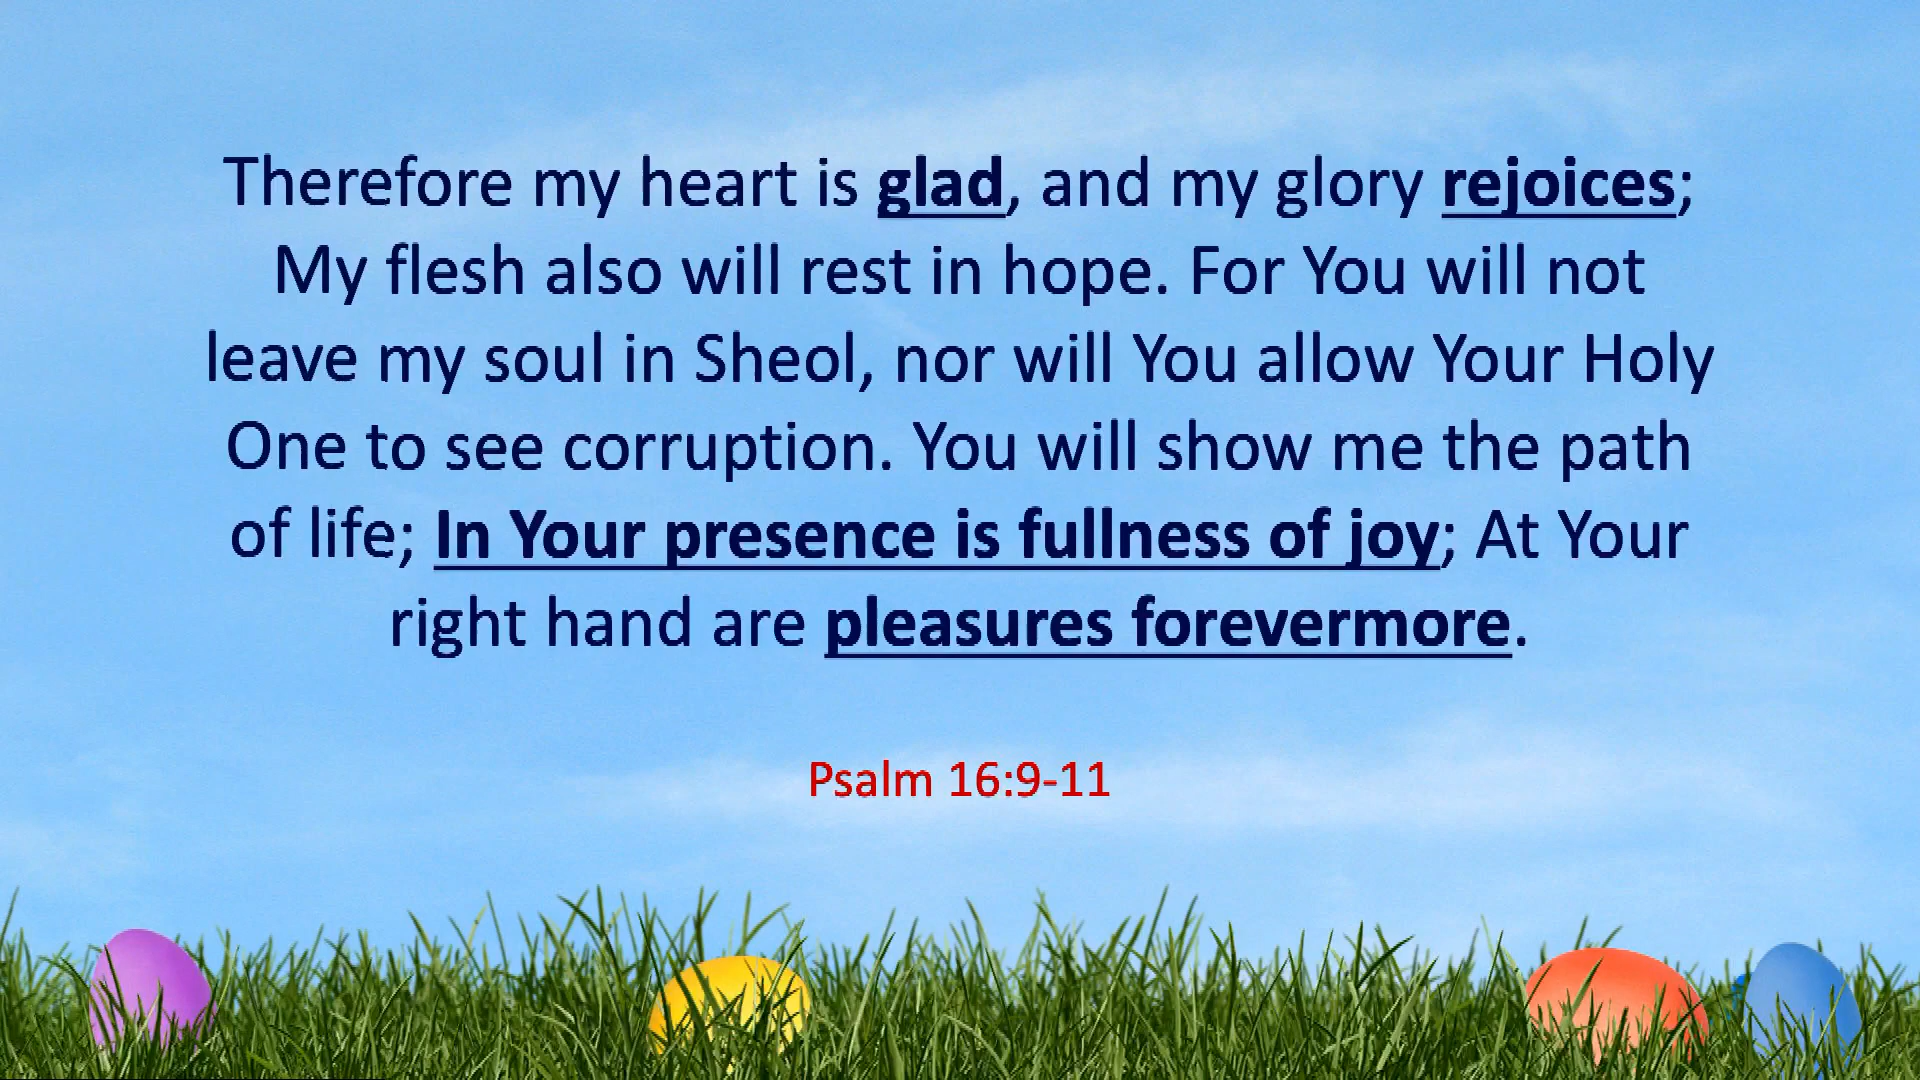 Therefore my heart is glad, and my glory rejoices;
My flesh also will rest in hope. For You will not
leave my soul in Sheol, nor will You allow Your Holy
One to see corruption. You will show me the path
of life; In Your presence is fullness of joy; At Your
right hand are pleasures forevermore.
Psalm 16:9-11